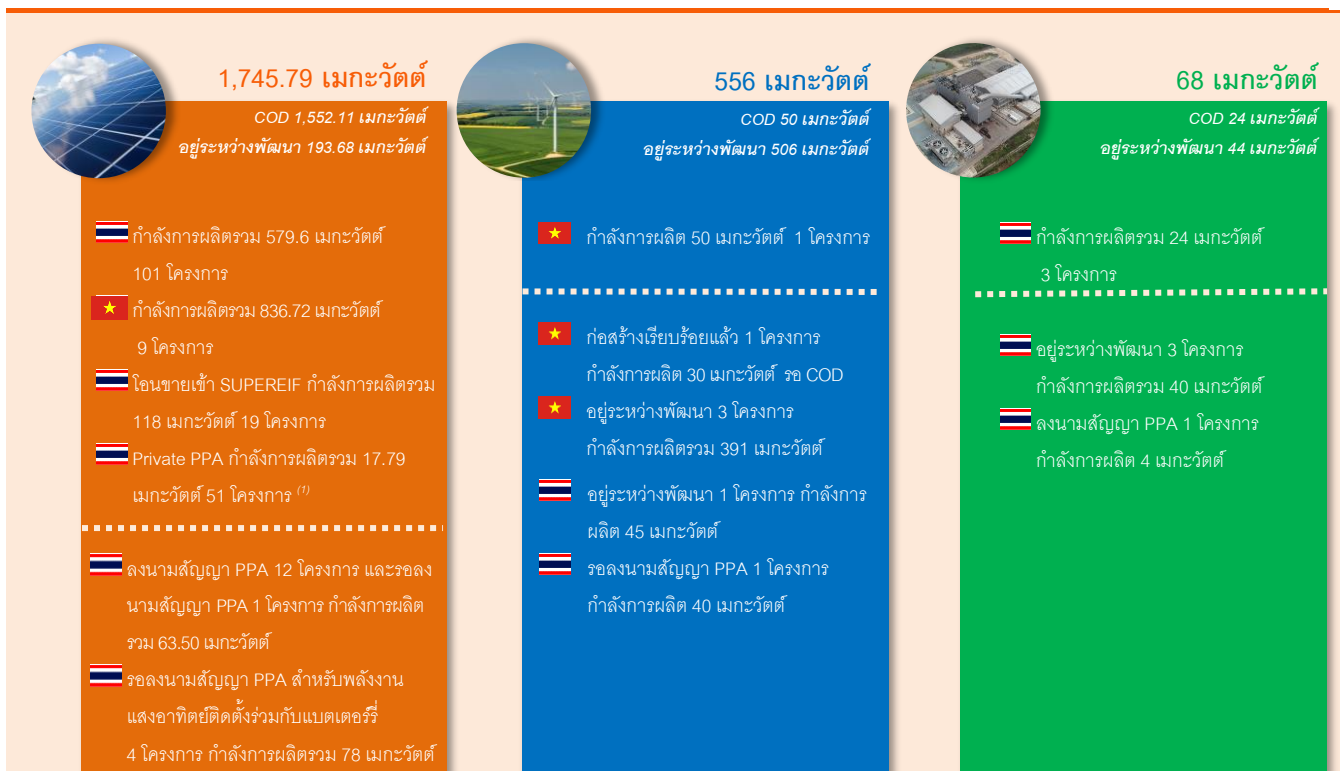 1,745.79 เมกะวัตต์
COD 1,552.11 เมกะวัตต์
อยู่ระหว่างพัฒนา 193.68 เมกะวัตต์
กำลังการผลิตรวม 579.6 เมกะวัตต์
101 โครงการ
กำลังการผลิตรวม 836.72 เมกะวัตต์
9 โครงการ
โอนขายเข้า SUPEREIF กำลังการผลิตรวม
118 เมกะวัตต์ 19 โครงการ
Private PPA กำลังการผลิตรวม 17.79
เมกะวัตต์ 51 โครงการ (1)
ลงนามสัญญา PPA 12 โครงการ และรอลง
นามสัญญา PPA 1 โครงการ กำลังการผลิต
รวม 63.50 เมกะวัตต์
รอลงนามสัญญา PPA สำหรับพลังงาน
แสงอาทิตย์ติดตั้งร่วมกับแบตเตอร์รี่
4 โครงการ กำลังการผลิตรวม 78 เมกะวัตต์
556 เมกะวัตต์
COD 50 เมกะวัตต์
อยู่ระหว่างพัฒนา 506 เมกะวัตต์
กำลังการผลิต 50 เมกะวัตต์ 1 โครงการ
ก่อสร้างเรียบร้อยแล้ว 1 โครงการ
กำลังการผลิต 30 เมกะวัตต์ รอ COD
อยู่ระหว่างพัฒนา 3 โครงการ
กำลังการผลิตรวม 391 เมกะวัตต์
อยู่ระหว่างพัฒนา 1 โครงการ กำลังการ
ผลิต 45 เมกะวัตต์
รอลงนามสัญญา PPA 1 โครงการ
กำลังการผลิต 40 เมกะวัตต์
68 เมกะวัตต์
COD 24 เมกะวัตต์
อยู่ระหว่างพัฒนา 44 เมกะวัตต์
กำลังการผลิตรวม 24 เมกะวัตต์
3 โครงการ
อยู่ระหว่างพัฒนา 3 โครงการ
กำลังการผลิตรวม 40 เมกะวัตต์
ลงนามสัญญา PPA 1 โครงการ
กำลังการผลิต 4 เมกะวัตต์